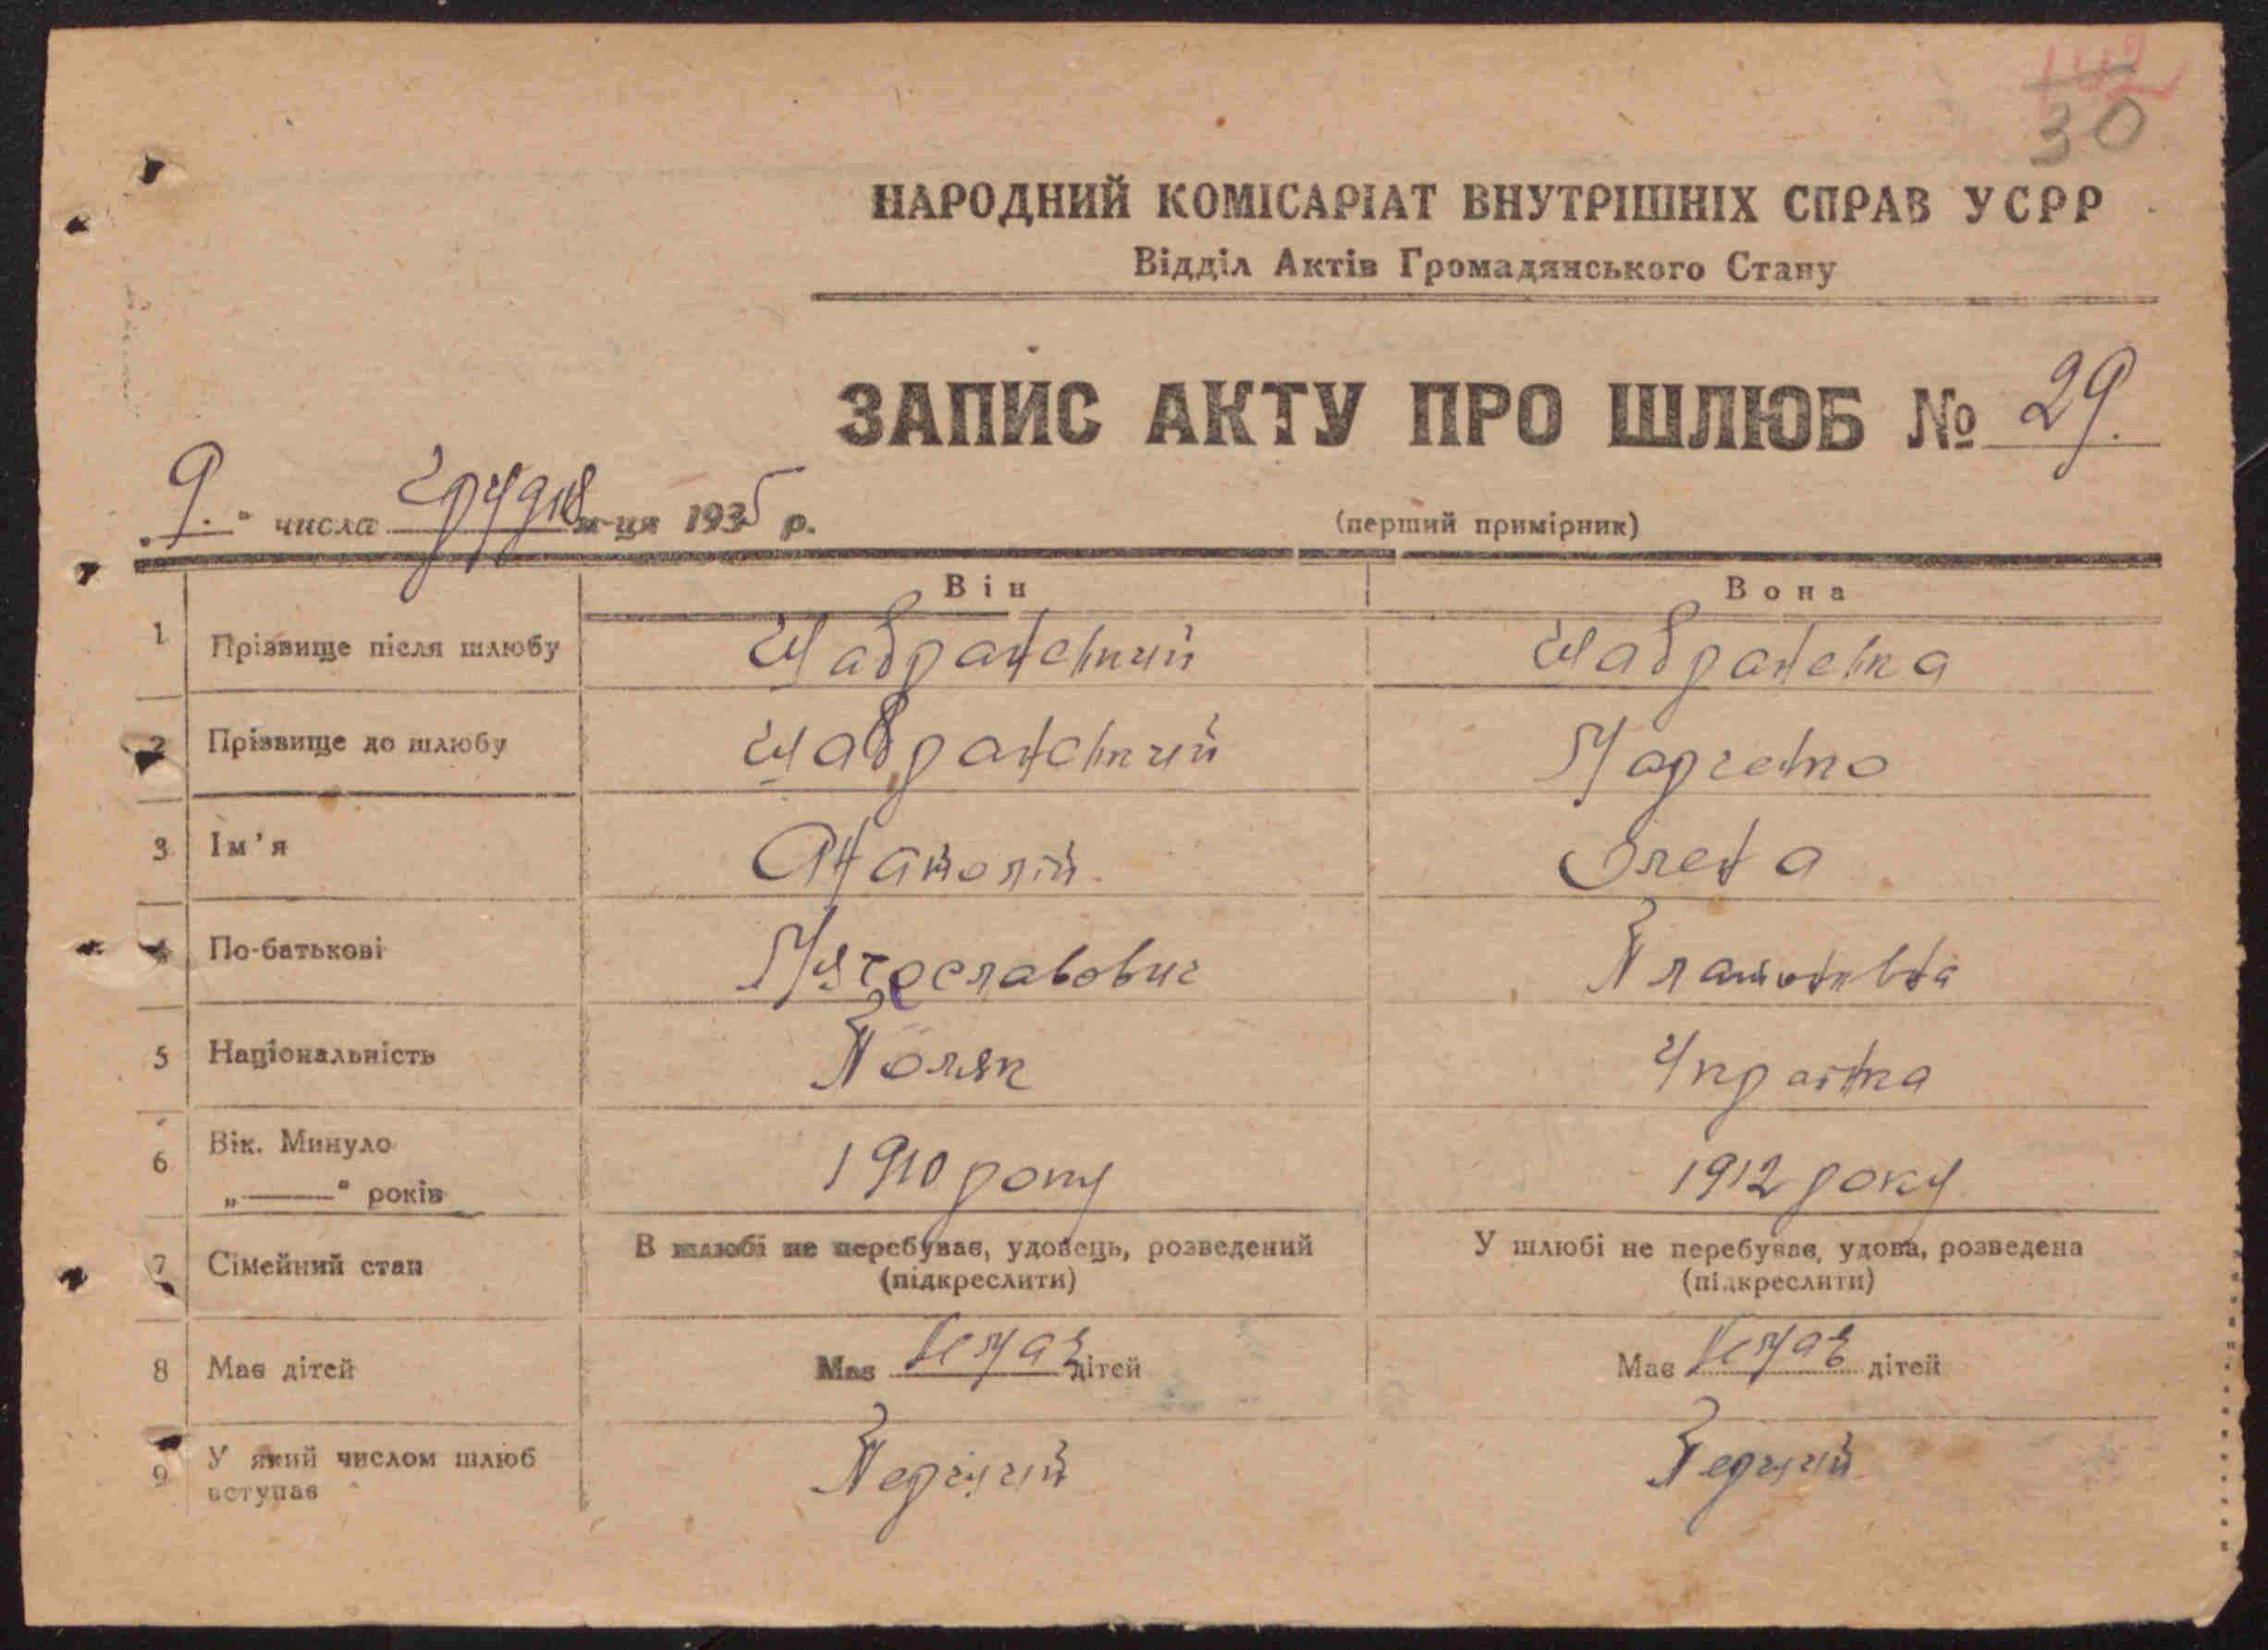 30
НАРОДНИЙ КОМІСАРІАТ ВНУТРІШНІХ СПРАВ УСРР
Відділ Актів Громадянського Стану
ЗАПИС АКТУ ПРО ШЛЮБ № 29.
„9.“ числа грудня м-ця 1935 р.
(перший примірник)
Він Вона
1 Прізвище після шлюбу
2 Прізвище до шлюбу Марченко
3 Ім'я Анатолій Олена
4 По-батькові Платонівна
5 Національність Поляк Українка
6 Вік. Минуло „——“ років 1910 року 1912 року
7 Сімейний стан В шлюбі не перебуває, удовець, розведений (підкреслити) У шлюбі не перебуває, удова, розведена (підкреслити)
8 Має дітей Має Немає дітей Має Немає дітей
9 У який числом шлюб вступає Перший Перший